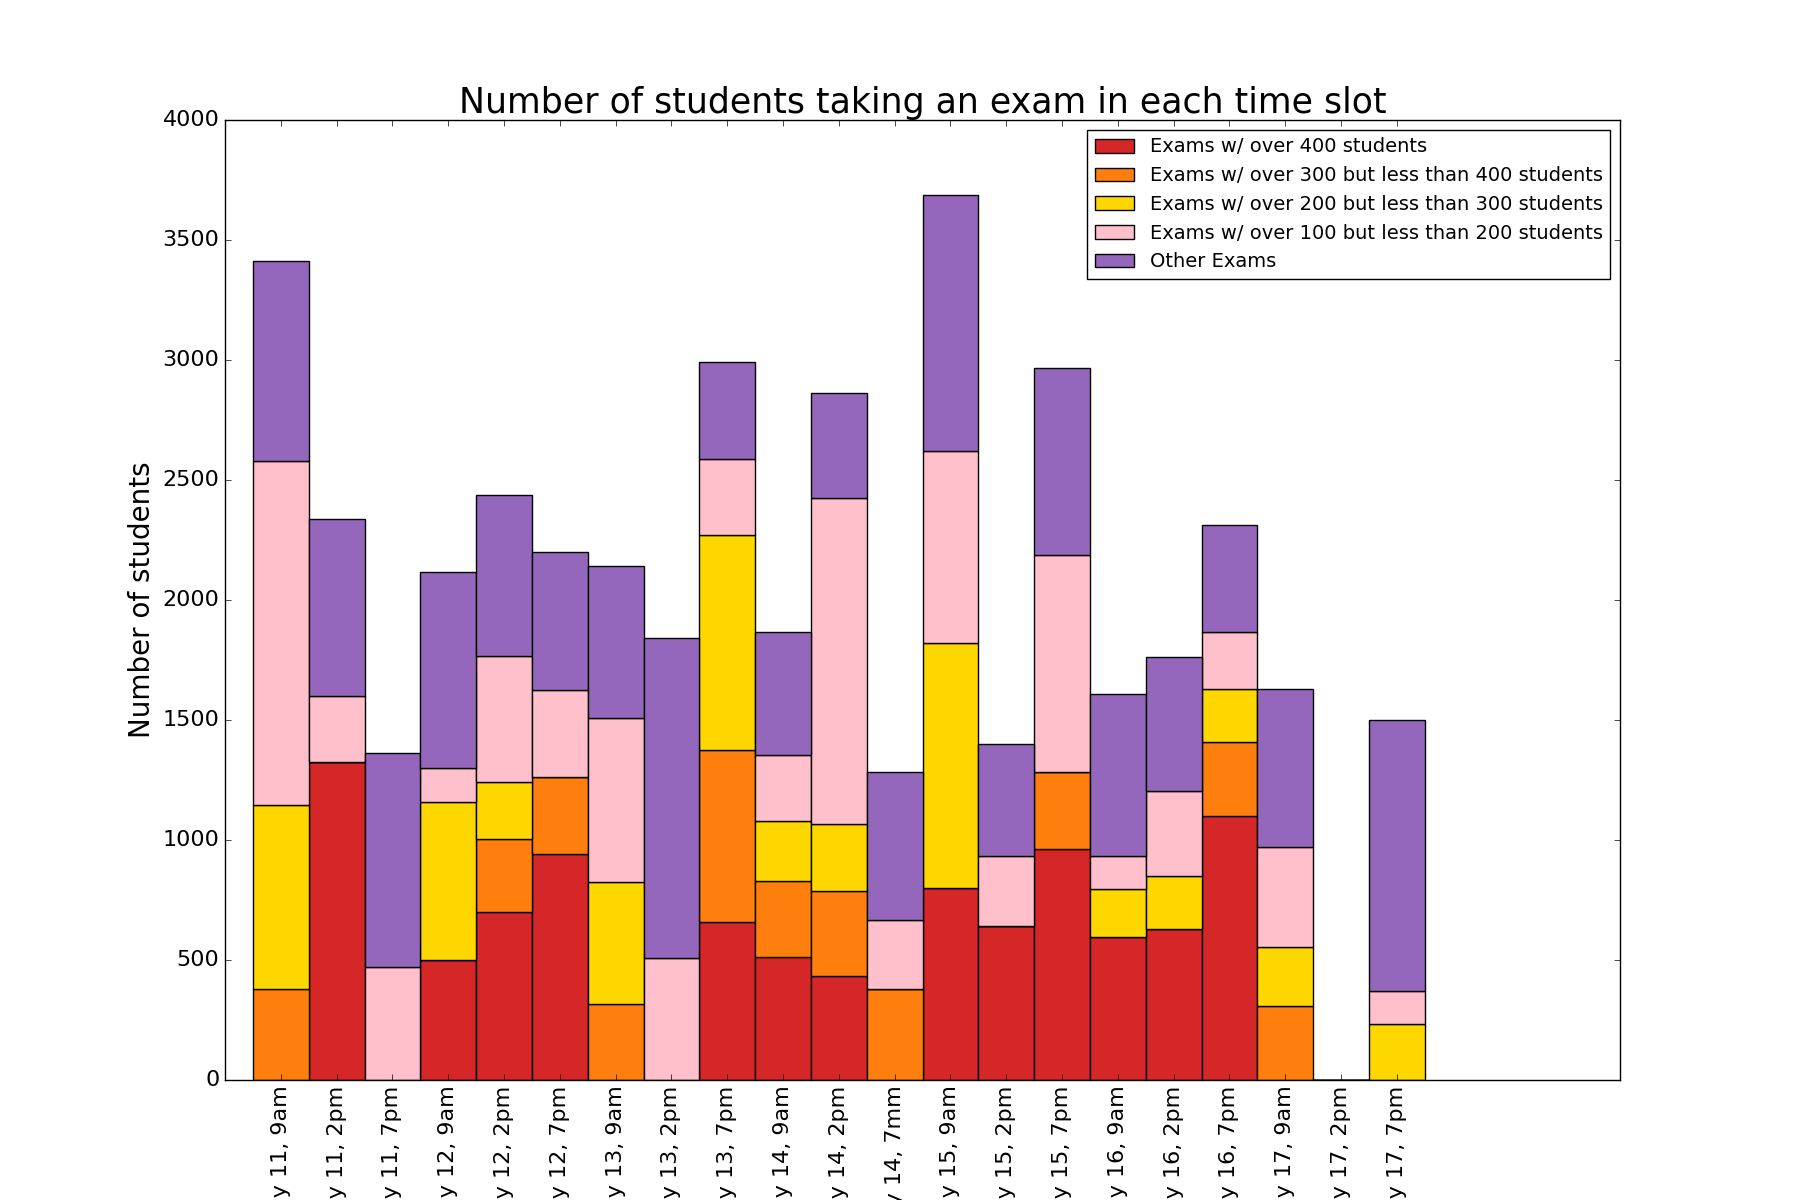 Number of students taking an exam in each time slot
Exams w/ over 400 students
Exams w/ over 300 but less than 400 students
Exams w/ over 200 but less than 300 students
Exams w/ over 100 but less than 200 students
Other Exams
Number of students
4000
3500
3000
2500
2000
1500
1000
500
0
y 11, 9am
y 11, 2pm
y 11, 7pm
y 12, 9am
y 12, 2pm
y 12, 7pm
y 13, 9am
y 13, 2pm
y 13, 7pm
y 14, 9am
y 14, 2pm
y 14, 7mm
y 15, 9am
y 15, 2pm
y 15, 7pm
y 16, 9am
y 16, 2pm
y 16, 7pm
y 17, 9am
y 17, 2pm
y 17, 7pm